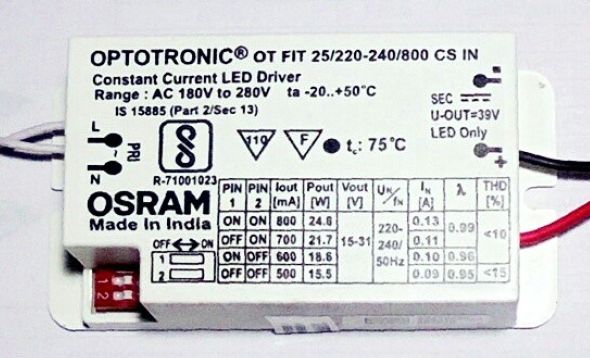 OPTOTRONIC® OT FIT 25/220-240/800 CS IN
Constant Current LED Driver
Range : AC 180V to 280V ta -20..+50°C
IS 15885 (Part 2/Sec 13)
SEC
U-OUT=39V
LED Only
L
~
N
PRI
R-71001023
110
F
tc: 75°C
+
OSRAM
Made In India
OFF ON
1
2
1 2
PIN 1 PIN 2 Iout [mA] Pout [W] Vout [V] UN/fN IN [A] λ THD [%]
ON ON 800 24.8 15-31 220-240/50Hz 0.13 0.99 <10
OFF ON 700 21.7 0.11
ON OFF 600 18.6 0.10 0.96
OFF OFF 500 15.5 0.09 0.95 <15